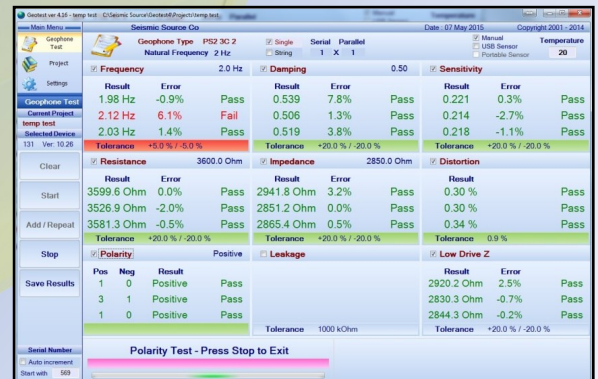 Geotest ver 4.16 - temp test C:\Seismic Source\Geotest\Projects\temp test
Main Menu
Geophone Test
Project
Settings
Geophone Test
Current Project
temp test
Selected Device
131 Ver: 10.26
Clear
Start
Add / Repeat
Stop
Save Results
Serial Number
Auto increment
Start with 569
Seismic Source Co
Date : 07 May 2015
Copyright 2001 - 2014
Geophone Type PS2 3C 2
Natural Frequency 2 Hz
Single
String
Serial Parallel
1 X 1
Manual
USB Sensor
Portable Sensor
Temperature
20
Frequency 2.0 Hz
Result Error
1.98 Hz -0.9% Pass
2.12 Hz 6.1% Fail
2.03 Hz 1.4% Pass
Tolerance +5.0 % / -5.0 %
Damping 0.50
Result Error
0.539 7.8% Pass
0.506 1.3% Pass
0.519 3.8% Pass
Tolerance +20.0 % / -20.0 %
Sensitivity
Result Error
0.221 0.3% Pass
0.214 -2.7% Pass
0.218 -1.1% Pass
Tolerance +20.0 % / -20.0 %
Resistance 3600.0 Ohm
Result Error
3599.6 Ohm 0.0% Pass
3526.9 Ohm -2.0% Pass
3581.3 Ohm -0.5% Pass
Tolerance +20.0 % / -20.0 %
Impedance 2850.0 Ohm
Result Error
2941.8 Ohm 3.2% Pass
2851.2 Ohm 0.0% Pass
2865.4 Ohm 0.5% Pass
Tolerance +20.0 % / -20.0 %
Distortion
Result
0.30 % Pass
0.30 % Pass
0.34 % Pass
Tolerance 0.9 %
Polarity Positive
Pos Neg Result
1 0 Positive Pass
3 1 Positive Pass
1 0 Positive Pass
Leakage
Tolerance 1000 kOhm
Low Drive Z
Result Error
2920.2 Ohm 2.5% Pass
2830.3 Ohm -0.7% Pass
2844.3 Ohm -0.2% Pass
Tolerance +20.0 % / -20.0 %
Polarity Test - Press Stop to Exit